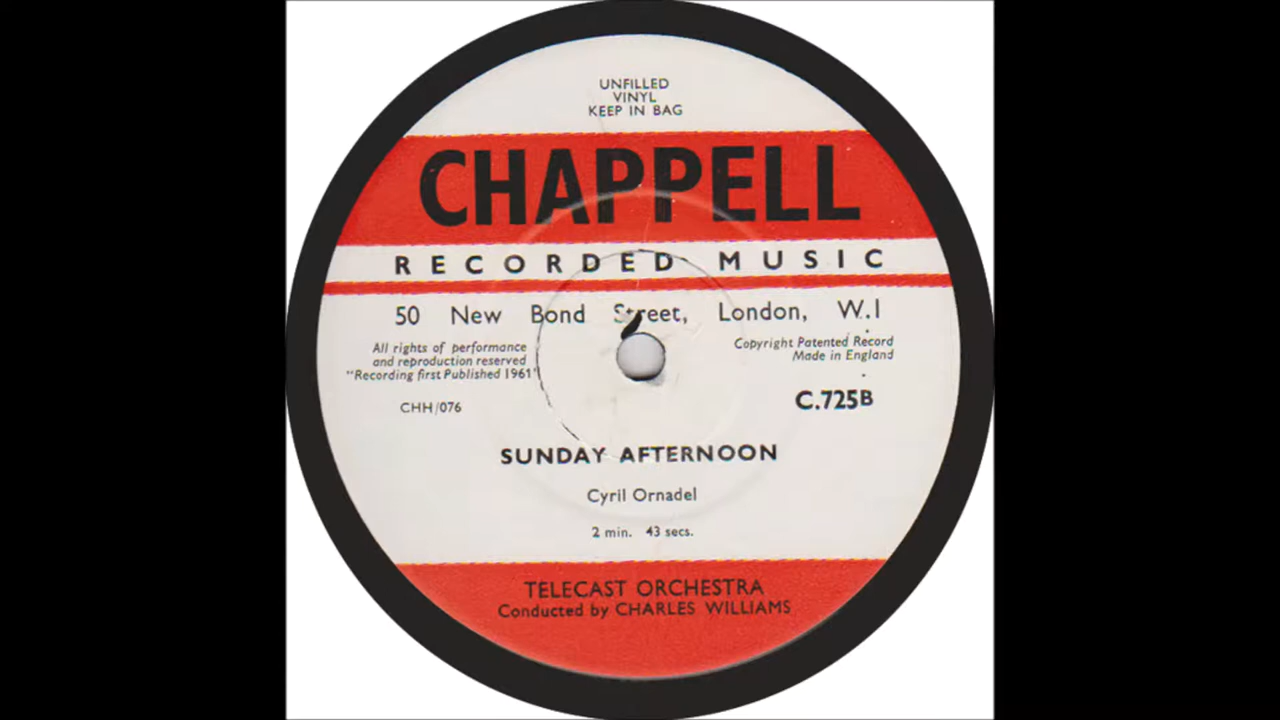 UNFILLED
VINYL
KEEP IN BAG
CHAPPELL
RECORDED MUSIC
50 New Bond Street, London, W.1
All rights of performance
and reproduction reserved
"Recording first Published 1961"
Copyright Patented Record
Made in England
CHH/076
C.725B
SUNDAY AFTERNOON
Cyril Ornadel
2 min. 43 secs.
TELECAST ORCHESTRA
Conducted by CHARLES WILLIAMS